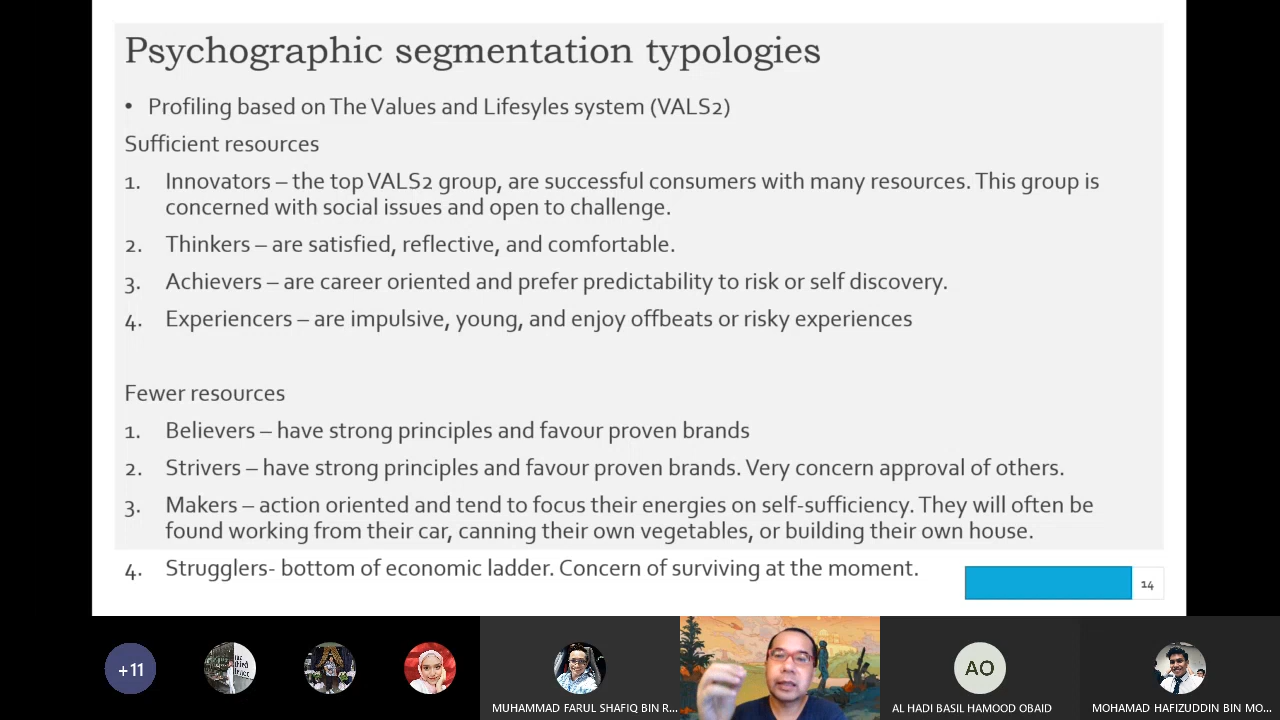 Psychographic segmentation typologies
• Profiling based on The Values and Lifesyles system (VALS2)
Sufficient resources
1. Innovators – the top VALS2 group, are successful consumers with many resources. This group is
concerned with social issues and open to challenge.
2. Thinkers – are satisfied, reflective, and comfortable.
3. Achievers – are career oriented and prefer predictability to risk or self discovery.
4. Experiencers – are impulsive, young, and enjoy offbeats or risky experiences
Fewer resources
1. Believers – have strong principles and favour proven brands
2. Strivers – have strong principles and favour proven brands. Very concern approval of others.
3. Makers – action oriented and tend to focus their energies on self-sufficiency. They will often be
found working from their car, canning their own vegetables, or building their own house.
4. Strugglers- bottom of economic ladder. Concern of surviving at the moment.
14
+11
AO
MUHAMMAD FARUL SHAFIQ BIN R...
AL HADI BASIL HAMOOD OBAID
MOHAMAD HAFIZUDDIN BIN MO...